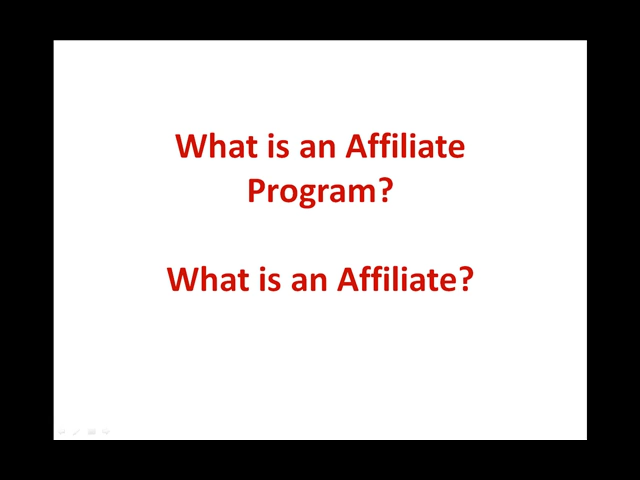 What is an Affiliate
Program?
What is an Affiliate?